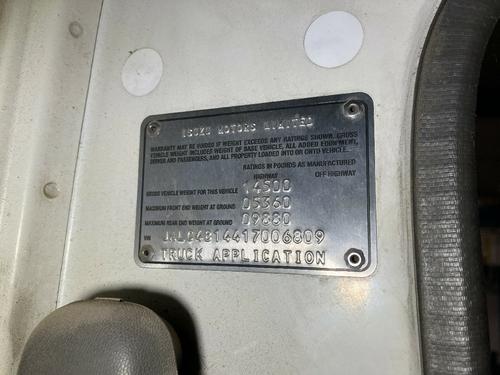 ISUZU MOTORS LIMITED
WARRANTY MAY BE VOIDED IF WEIGHT EXCEEDS ANY RATINGS SHOWN. GROSS
VEHICLE WEIGHT INCLUDES WEIGHT OF BASE VEHICLE, ALL ADDED EQUIPMENT,
DRIVER AND PASSENGERS, AND ALL PROPERTY LOADED INTO OR ONTO VEHICLE.
RATINGS IN POUNDS AS MANUFACTURED
HIGHWAY OFF HIGHWAY
GROSS VEHICLE WEIGHT FOR THIS VEHICLE 14500
MAXIMUM FRONT END WEIGHT AT GROUND 05360
MAXIMUM REAR END WEIGHT AT GROUND 09880
VIN
TRUCK APPLICATION